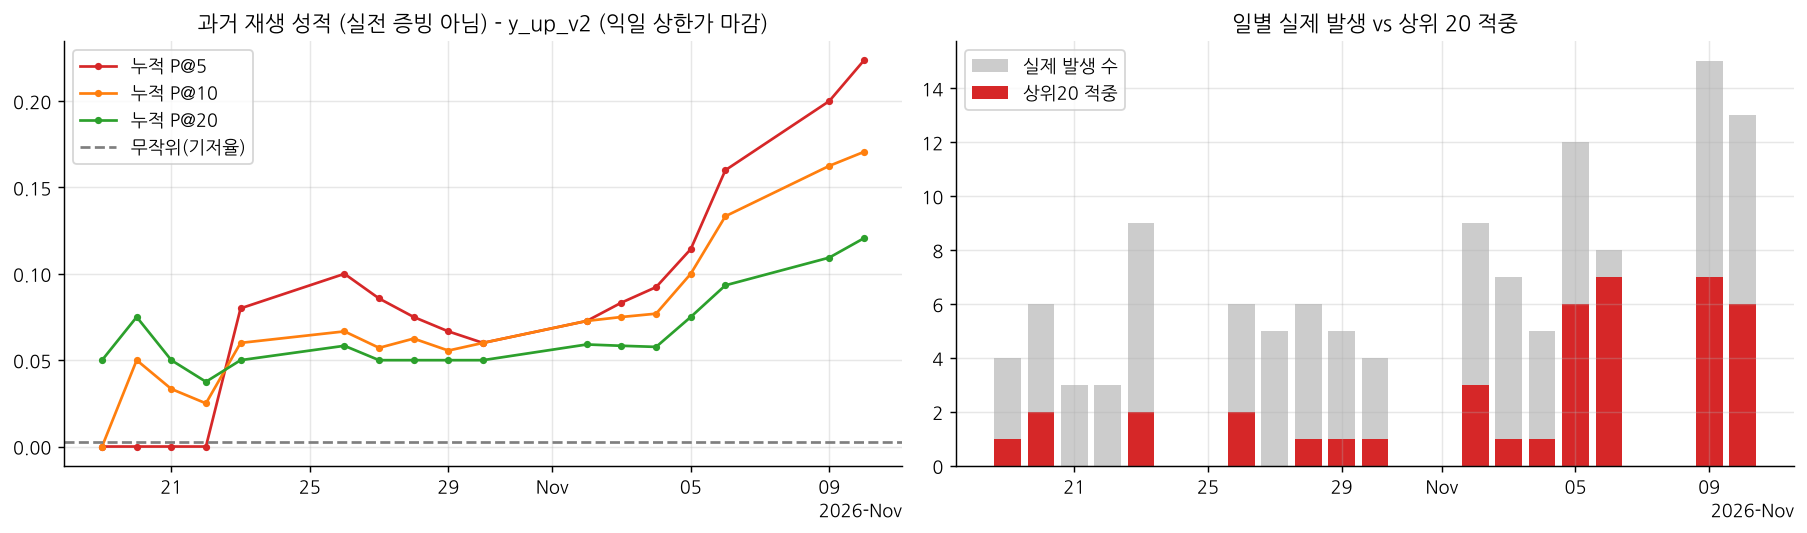 과거 재생 성적 (실전 증빙 아님) - y_up_v2 (익일 상한가 마감)
누적 P@5
누적 P@10
누적 P@20
무작위(기저율)
0.20
0.15
0.10
0.05
0.00
21
25
29
Nov
05
09
2026-Nov
일별 실제 발생 vs 상위 20 적중
실제 발생 수
상위20 적중
14
12
10
8
6
4
2
0
21
25
29
Nov
05
09
2026-Nov